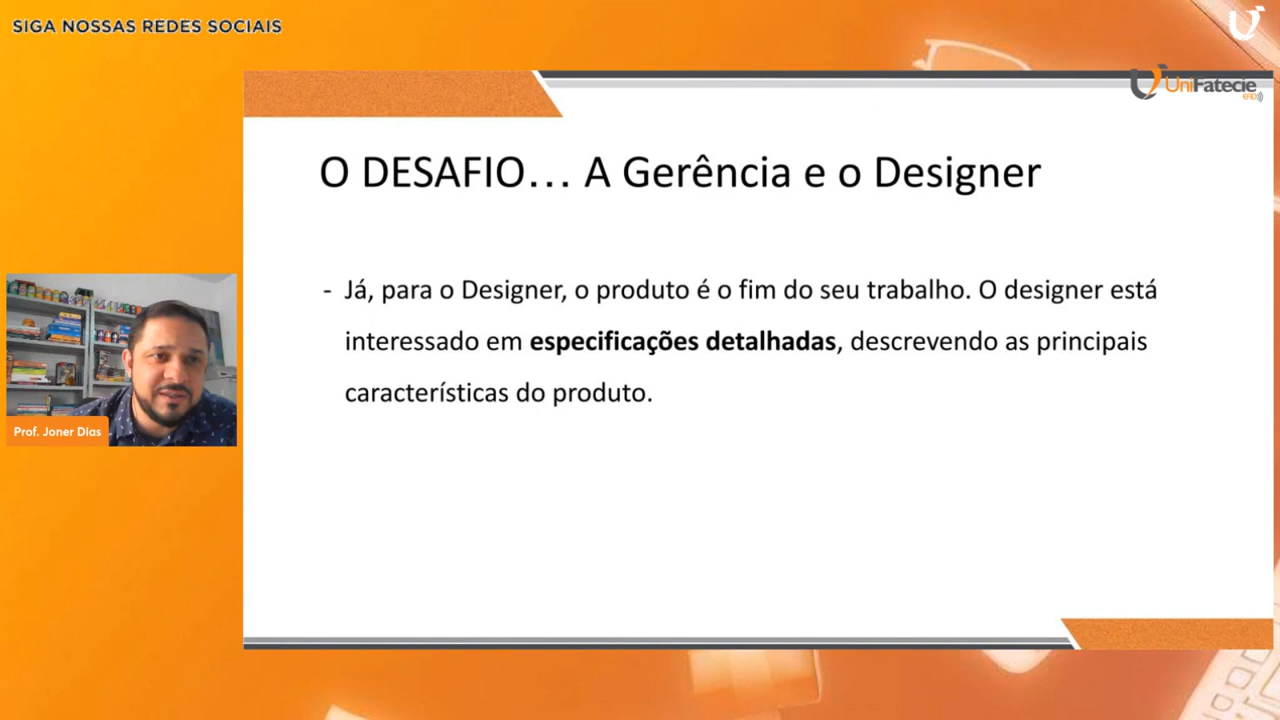 SIGA NOSSAS REDES SOCIAIS
UniFatecie
EAD
O DESAFIO... A Gerência e o Designer
- Já, para o Designer, o produto é o fim do seu trabalho. O designer está
interessado em especificações detalhadas, descrevendo as principais
características do produto.
Prof. Joner Dias